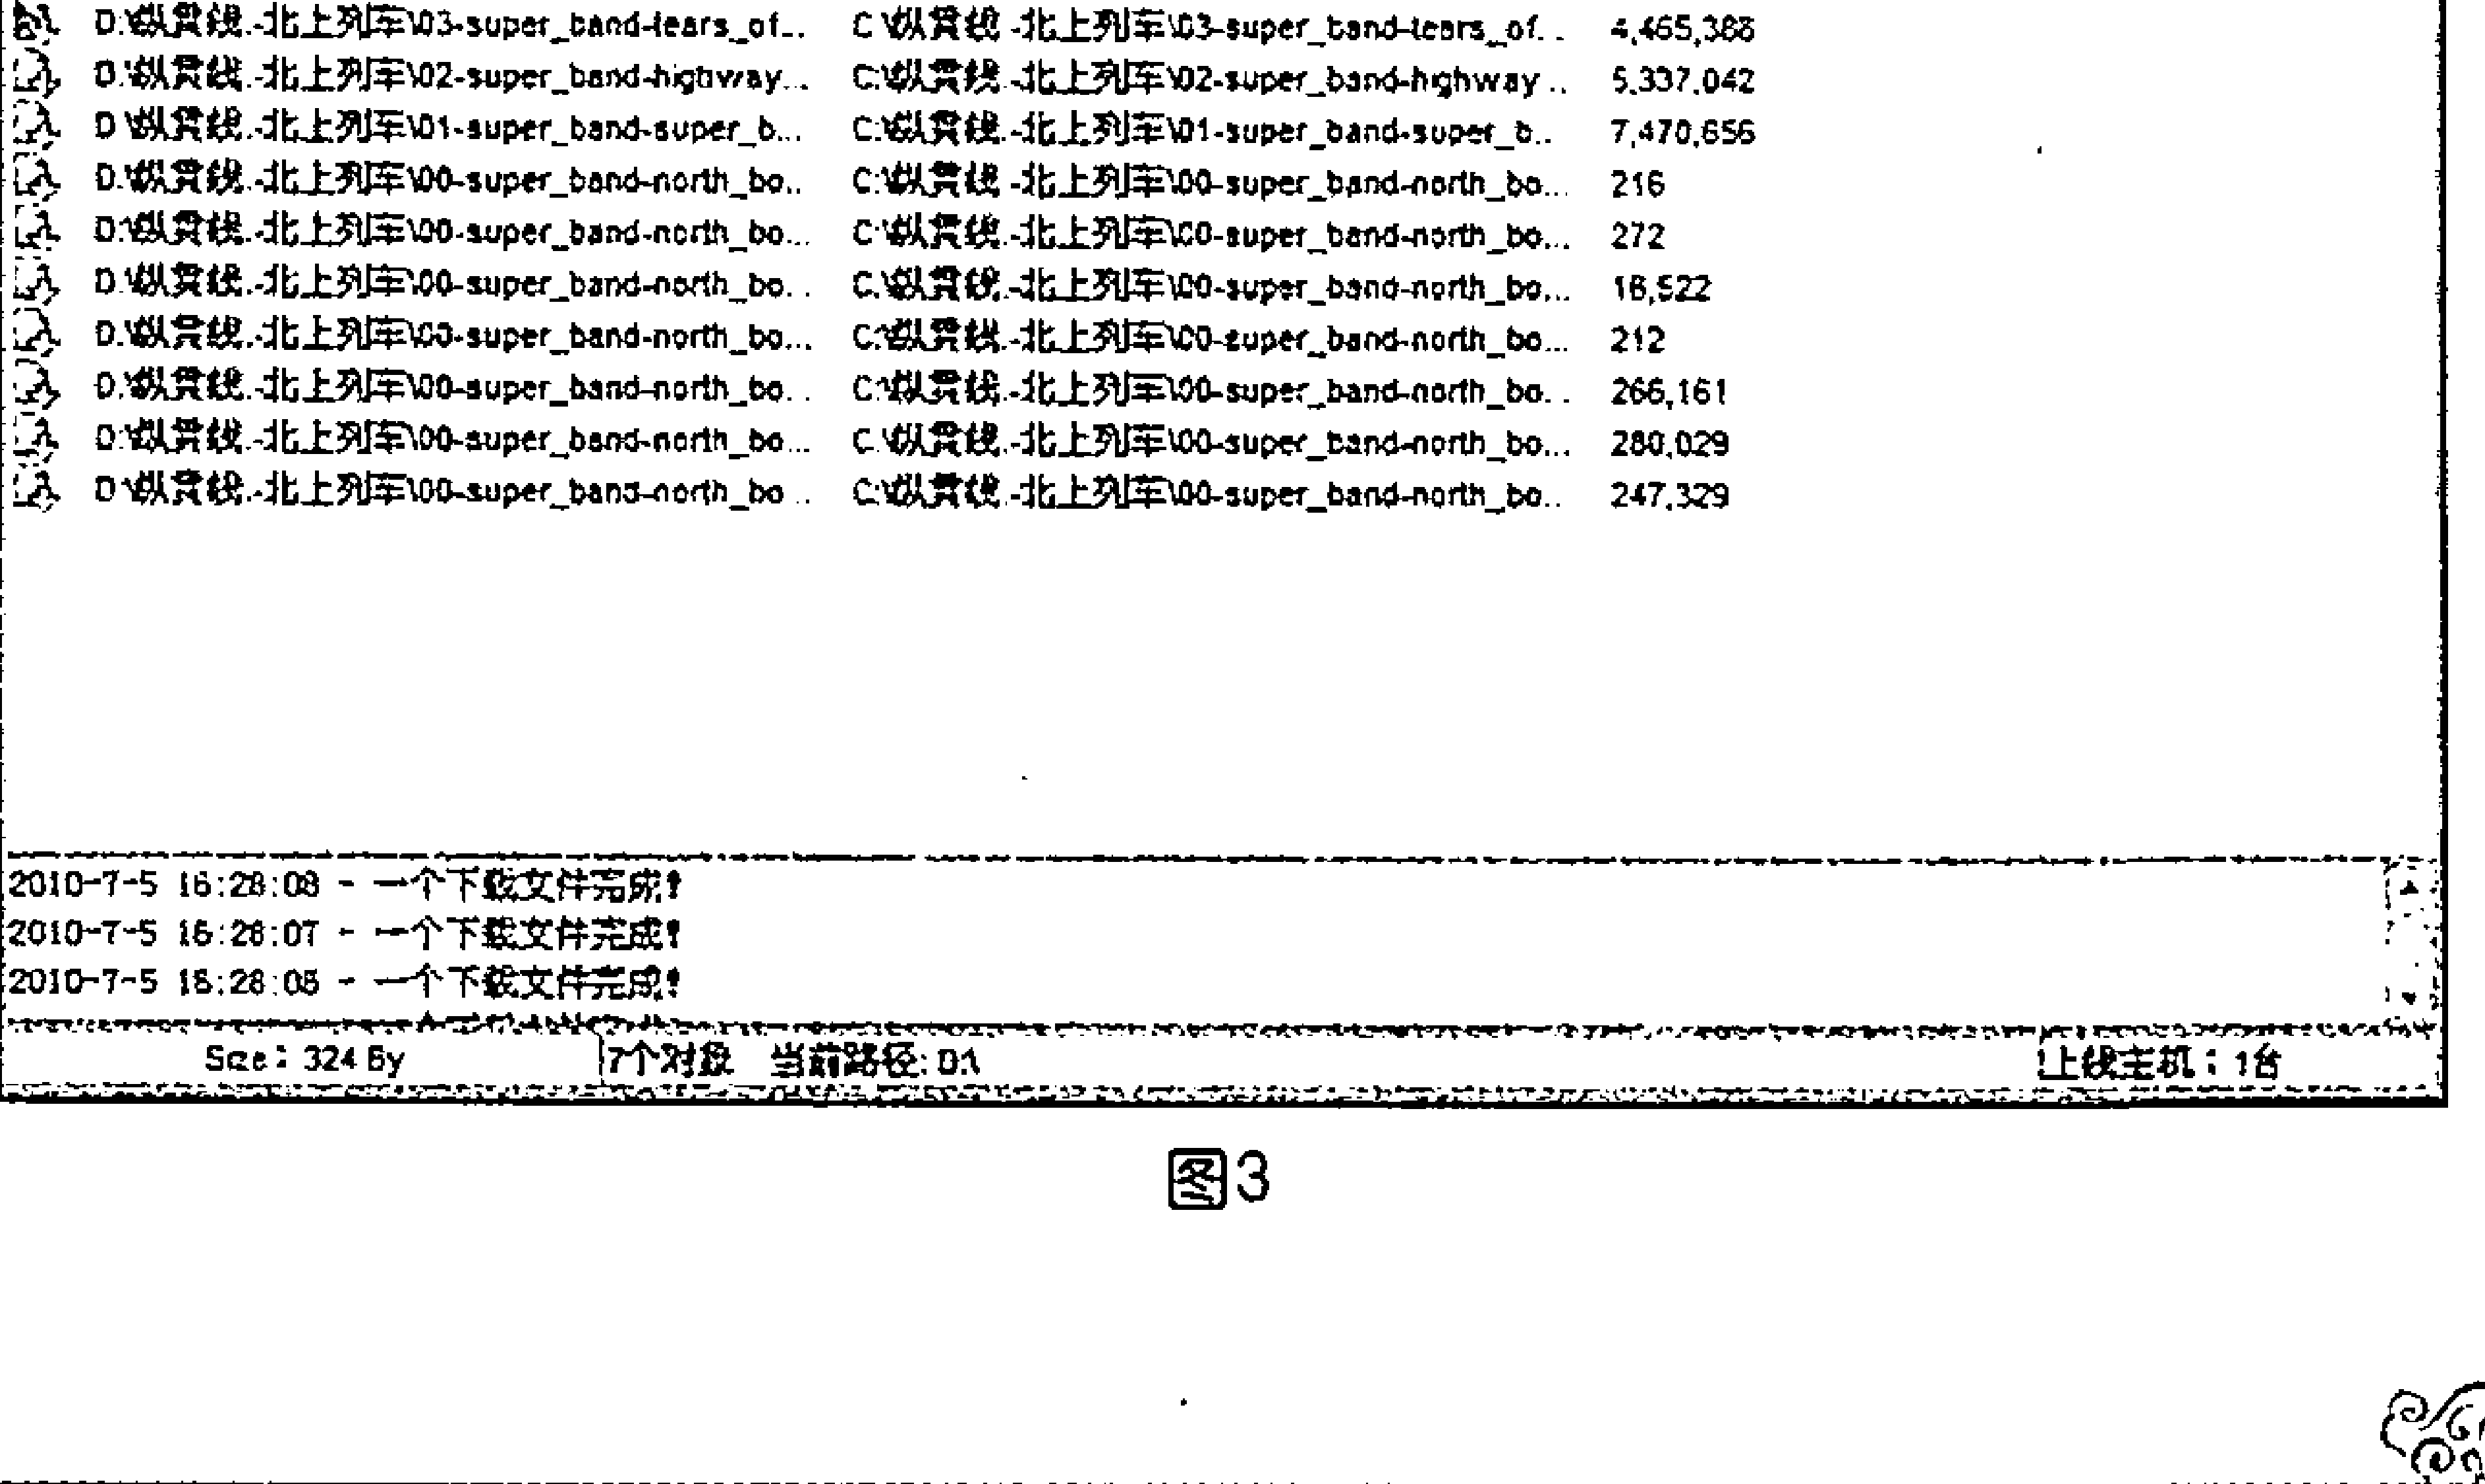 D:\纵贯线.-北上列车\03-super_band-tears_of... C:\纵贯线.-北上列车\03-super_band-tears_of... 4,465,388
D:\纵贯线.-北上列车\02-super_band-highway... C:\纵贯线.-北上列车\02-super_band-highway... 5,337,042
D:\纵贯线.-北上列车\01-super_band-super_b... C:\纵贯线.-北上列车\01-super_band-super_b... 7,470,656
D:\纵贯线.-北上列车\00-super_band-north_bo... C:\纵贯线.-北上列车\00-super_band-north_bo... 216
D:\纵贯线.-北上列车\00-super_band-north_bo... C:\纵贯线.-北上列车\00-super_band-north_bo... 272
D:\纵贯线.-北上列车\00-super_band-north_bo... C:\纵贯线.-北上列车\00-super_band-north_bo... 16,522
D:\纵贯线.-北上列车\00-super_band-north_bo... C:\纵贯线.-北上列车\00-super_band-north_bo... 212
D:\纵贯线.-北上列车\00-super_band-north_bo... C:\纵贯线.-北上列车\00-super_band-north_bo... 266,161
D:\纵贯线.-北上列车\00-super_band-north_bo... C:\纵贯线.-北上列车\00-super_band-north_bo... 280,029
D:\纵贯线.-北上列车\00-super_band-north_bo... C:\纵贯线.-北上列车\00-super_band-north_bo... 247,329
2010-7-5 16:28:08 - 一个下载文件完成!
2010-7-5 16:28:07 - 一个下载文件完成!
2010-7-5 16:28:06 - 一个下载文件完成!
Size: 324 By 7个对段 当前路径: D:\ 上线主机：1台
图3